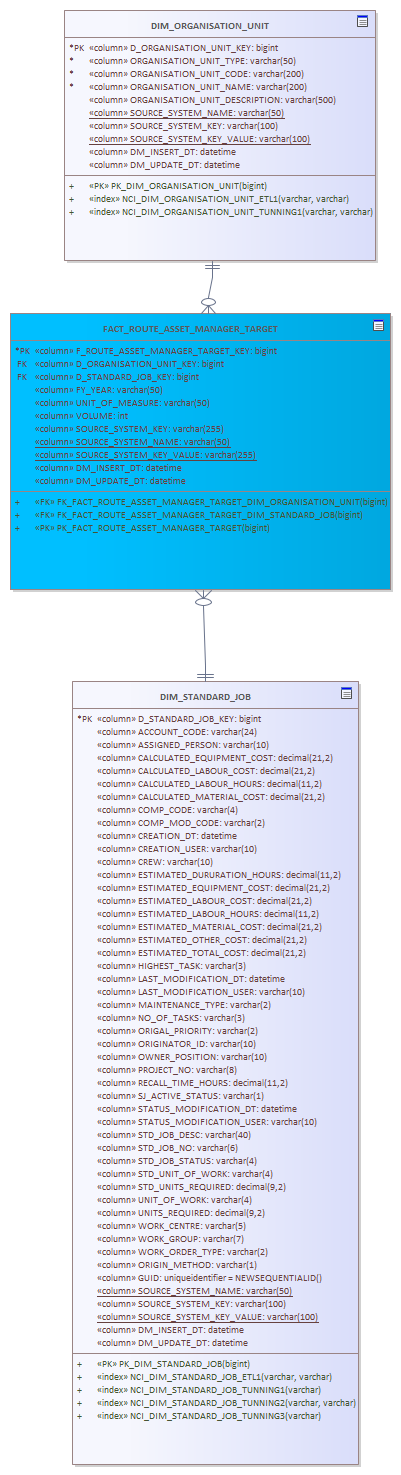 DIM_ORGANISATION_UNIT
*PK «column» D_ORGANISATION_UNIT_KEY: bigint
* «column» ORGANISATION_UNIT_TYPE: varchar(50)
* «column» ORGANISATION_UNIT_CODE: varchar(200)
* «column» ORGANISATION_UNIT_NAME: varchar(200)
«column» ORGANISATION_UNIT_DESCRIPTION: varchar(500)
«column» SOURCE_SYSTEM_NAME: varchar(50)
«column» SOURCE_SYSTEM_KEY: varchar(100)
«column» SOURCE_SYSTEM_KEY_VALUE: varchar(100)
«column» DM_INSERT_DT: datetime
«column» DM_UPDATE_DT: datetime
+ «PK» PK_DIM_ORGANISATION_UNIT(bigint)
+ «index» NCI_DIM_ORGANISATION_UNIT_ETL1(varchar, varchar)
+ «index» NCI_DIM_ORGANISATION_UNIT_TUNNING1(varchar, varchar)
FACT_ROUTE_ASSET_MANAGER_TARGET
*PK «column» F_ROUTE_ASSET_MANAGER_TARGET_KEY: bigint
FK «column» D_ORGANISATION_UNIT_KEY: bigint
FK «column» D_STANDARD_JOB_KEY: bigint
«column» FY_YEAR: varchar(50)
«column» UNIT_OF_MEASURE: varchar(50)
«column» VOLUME: int
«column» SOURCE_SYSTEM_KEY: varchar(255)
«column» SOURCE_SYSTEM_NAME: varchar(50)
«column» SOURCE_SYSTEM_KEY_VALUE: varchar(255)
«column» DM_INSERT_DT: datetime
«column» DM_UPDATE_DT: datetime
+ «FK» FK_FACT_ROUTE_ASSET_MANAGER_TARGET_DIM_ORGANISATION_UNIT(bigint)
+ «FK» FK_FACT_ROUTE_ASSET_MANAGER_TARGET_DIM_STANDARD_JOB(bigint)
+ «PK» PK_FACT_ROUTE_ASSET_MANAGER_TARGET(bigint)
DIM_STANDARD_JOB
*PK «column» D_STANDARD_JOB_KEY: bigint
«column» ACCOUNT_CODE: varchar(24)
«column» ASSIGNED_PERSON: varchar(10)
«column» CALCULATED_EQUIPMENT_COST: decimal(21,2)
«column» CALCULATED_LABOUR_COST: decimal(21,2)
«column» CALCULATED_LABOUR_HOURS: decimal(11,2)
«column» CALCULATED_MATERIAL_COST: decimal(21,2)
«column» COMP_CODE: varchar(4)
«column» COMP_MOD_CODE: varchar(2)
«column» CREATION_DT: datetime
«column» CREATION_USER: varchar(10)
«column» CREW: varchar(10)
«column» ESTIMATED_DURURATION_HOURS: decimal(11,2)
«column» ESTIMATED_EQUIPMENT_COST: decimal(21,2)
«column» ESTIMATED_LABOUR_COST: decimal(21,2)
«column» ESTIMATED_LABOUR_HOURS: decimal(11,2)
«column» ESTIMATED_MATERIAL_COST: decimal(21,2)
«column» ESTIMATED_OTHER_COST: decimal(21,2)
«column» ESTIMATED_TOTAL_COST: decimal(21,2)
«column» HIGHEST_TASK: varchar(3)
«column» LAST_MODIFICATION_DT: datetime
«column» LAST_MODIFICATION_USER: varchar(10)
«column» MAINTENANCE_TYPE: varchar(2)
«column» NO_OF_TASKS: varchar(3)
«column» ORIGAL_PRIORITY: varchar(2)
«column» ORIGINATOR_ID: varchar(10)
«column» OWNER_POSITION: varchar(10)
«column» PROJECT_NO: varchar(8)
«column» RECALL_TIME_HOURS: decimal(11,2)
«column» SJ_ACTIVE_STATUS: varchar(1)
«column» STATUS_MODIFICATION_DT: datetime
«column» STATUS_MODIFICATION_USER: varchar(10)
«column» STD_JOB_DESC: varchar(40)
«column» STD_JOB_NO: varchar(6)
«column» STD_JOB_STATUS: varchar(4)
«column» STD_UNIT_OF_WORK: varchar(4)
«column» STD_UNITS_REQUIRED: decimal(9,2)
«column» UNIT_OF_WORK: varchar(4)
«column» UNITS_REQUIRED: decimal(9,2)
«column» WORK_CENTRE: varchar(5)
«column» WORK_GROUP: varchar(7)
«column» WORK_ORDER_TYPE: varchar(2)
«column» ORIGIN_METHOD: varchar(1)
«column» GUID: uniqueidentifier = NEWSEQUENTIALID()
«column» SOURCE_SYSTEM_NAME: varchar(50)
«column» SOURCE_SYSTEM_KEY: varchar(100)
«column» SOURCE_SYSTEM_KEY_VALUE: varchar(100)
«column» DM_INSERT_DT: datetime
«column» DM_UPDATE_DT: datetime
+ «PK» PK_DIM_STANDARD_JOB(bigint)
+ «index» NCI_DIM_STANDARD_JOB_ETL1(varchar, varchar)
+ «index» NCI_DIM_STANDARD_JOB_TUNNING1(varchar)
+ «index» NCI_DIM_STANDARD_JOB_TUNNING2(varchar, varchar)
+ «index» NCI_DIM_STANDARD_JOB_TUNNING3(varchar)